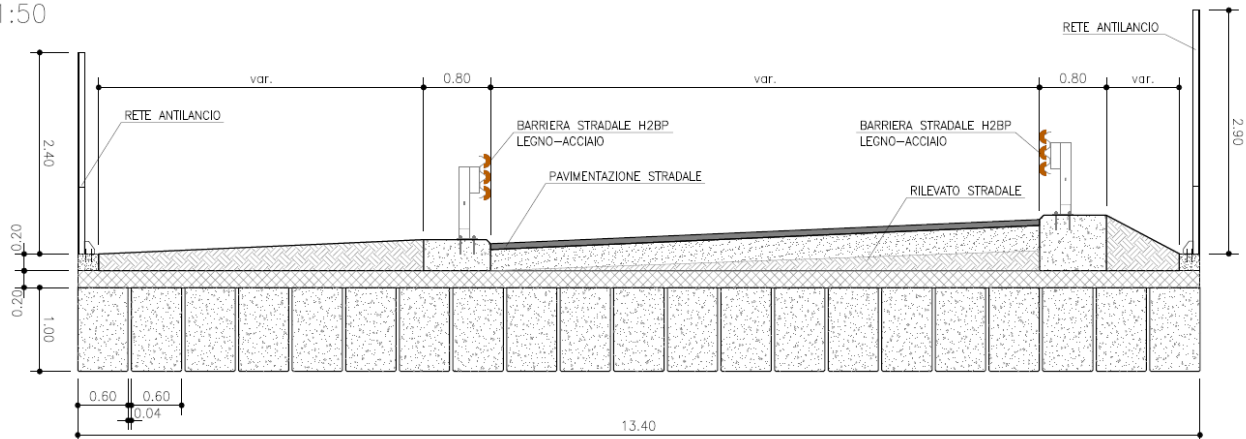 1:50
RETE ANTILANCIO
var.
0.80
var.
0.80
var.
RETE ANTILANCIO
BARRIERA STRADALE H2BP
LEGNO-ACCIAIO
BARRIERA STRADALE H2BP
LEGNO-ACCIAIO
2.40
2.90
PAVIMENTAZIONE STRADALE
RILEVATO STRADALE
0.20
0.20
1.00
0.60
0.60
0.04
13.40